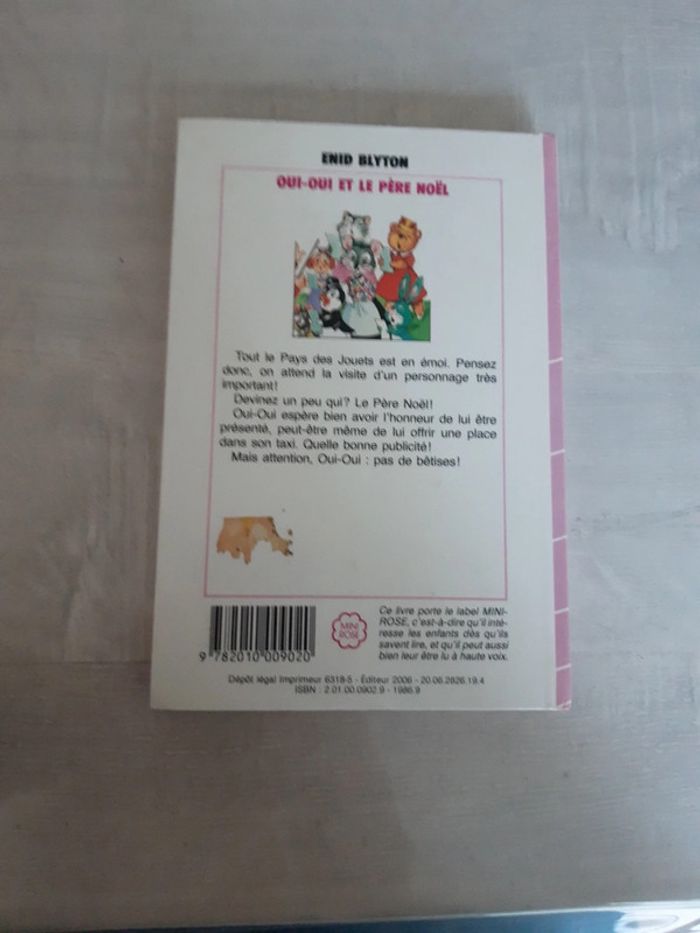 ENID BLYTON
OUI-OUI ET LE PÈRE NOËL
Tout le Pays des Jouets est en émoi. Pensez
donc, on attend la visite d'un personnage très
important!
Devinez un peu qui? Le Père Noël!
Oui-Oui espère bien avoir l'honneur de lui être
présenté, peut-être même de lui offrir une place
dans son taxi. Quelle bonne publicité!
Mais attention, Oui-Oui : pas de bêtises!
9 782010 009020
MINI
ROSE
Ce livre porte le label MINI-
ROSE, c'est-à-dire qu'il inté-
resse les enfants dès qu'ils
savent lire, et qu'il peut aussi
bien leur être lu à haute voix.
Dépôt légal Imprimeur 6318-5 - Éditeur 2006 - 20.06.2826.19.4
ISBN : 2.01.00.0902.9 - 1986.9